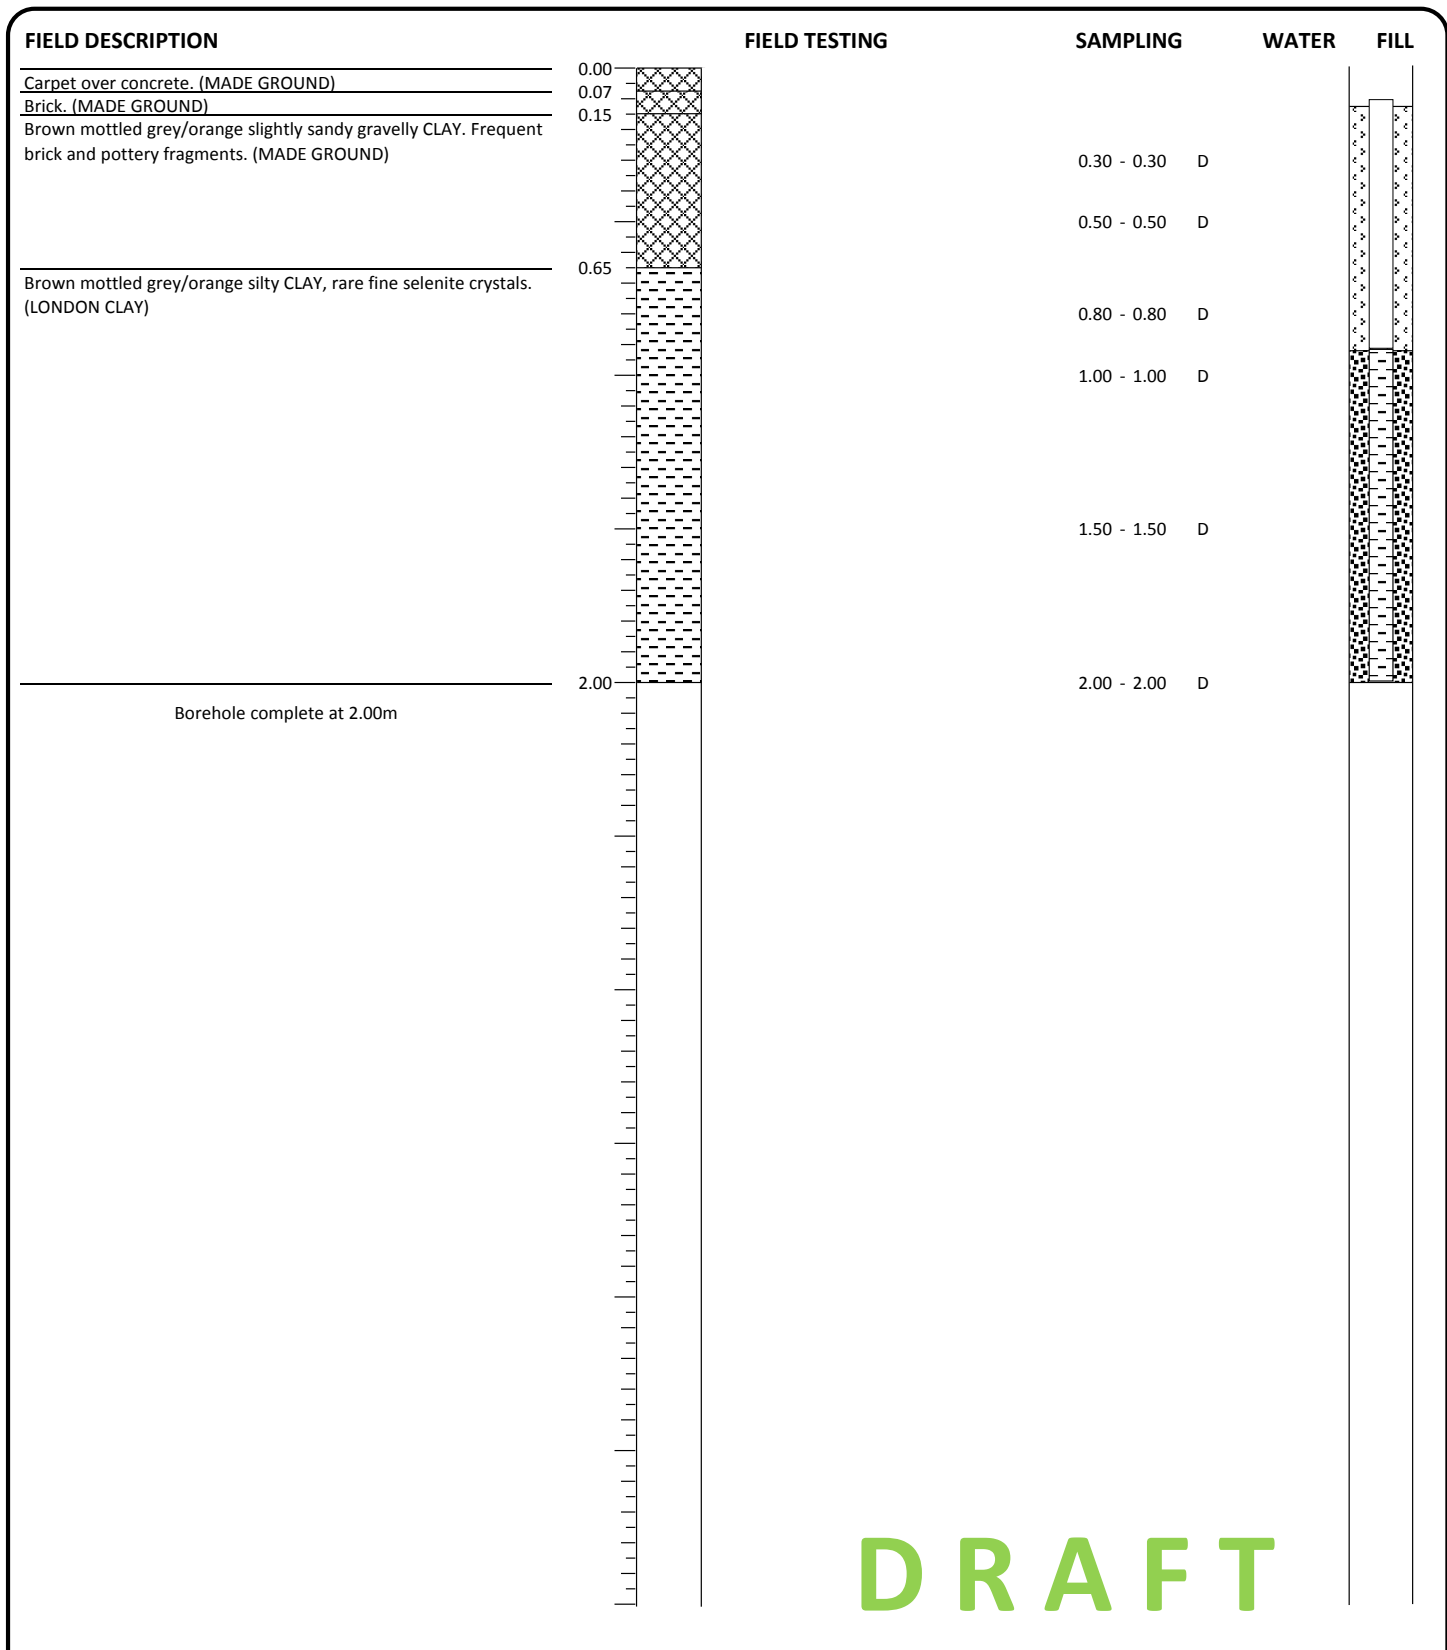 FIELD DESCRIPTION FIELD TESTING SAMPLING WATER FILL
0.00
Carpet over concrete. (MADE GROUND)
0.07
Brick. (MADE GROUND)
0.15
Brown mottled grey/orange slightly sandy gravelly CLAY. Frequent
brick and pottery fragments. (MADE GROUND)
0.30 - 0.30 D
0.50 - 0.50 D
0.65
Brown mottled grey/orange silty CLAY, rare fine selenite crystals.
(LONDON CLAY)
0.80 - 0.80 D
1.00 - 1.00 D
1.50 - 1.50 D
2.00 2.00 - 2.00 D
Borehole complete at 2.00m
DRAFT